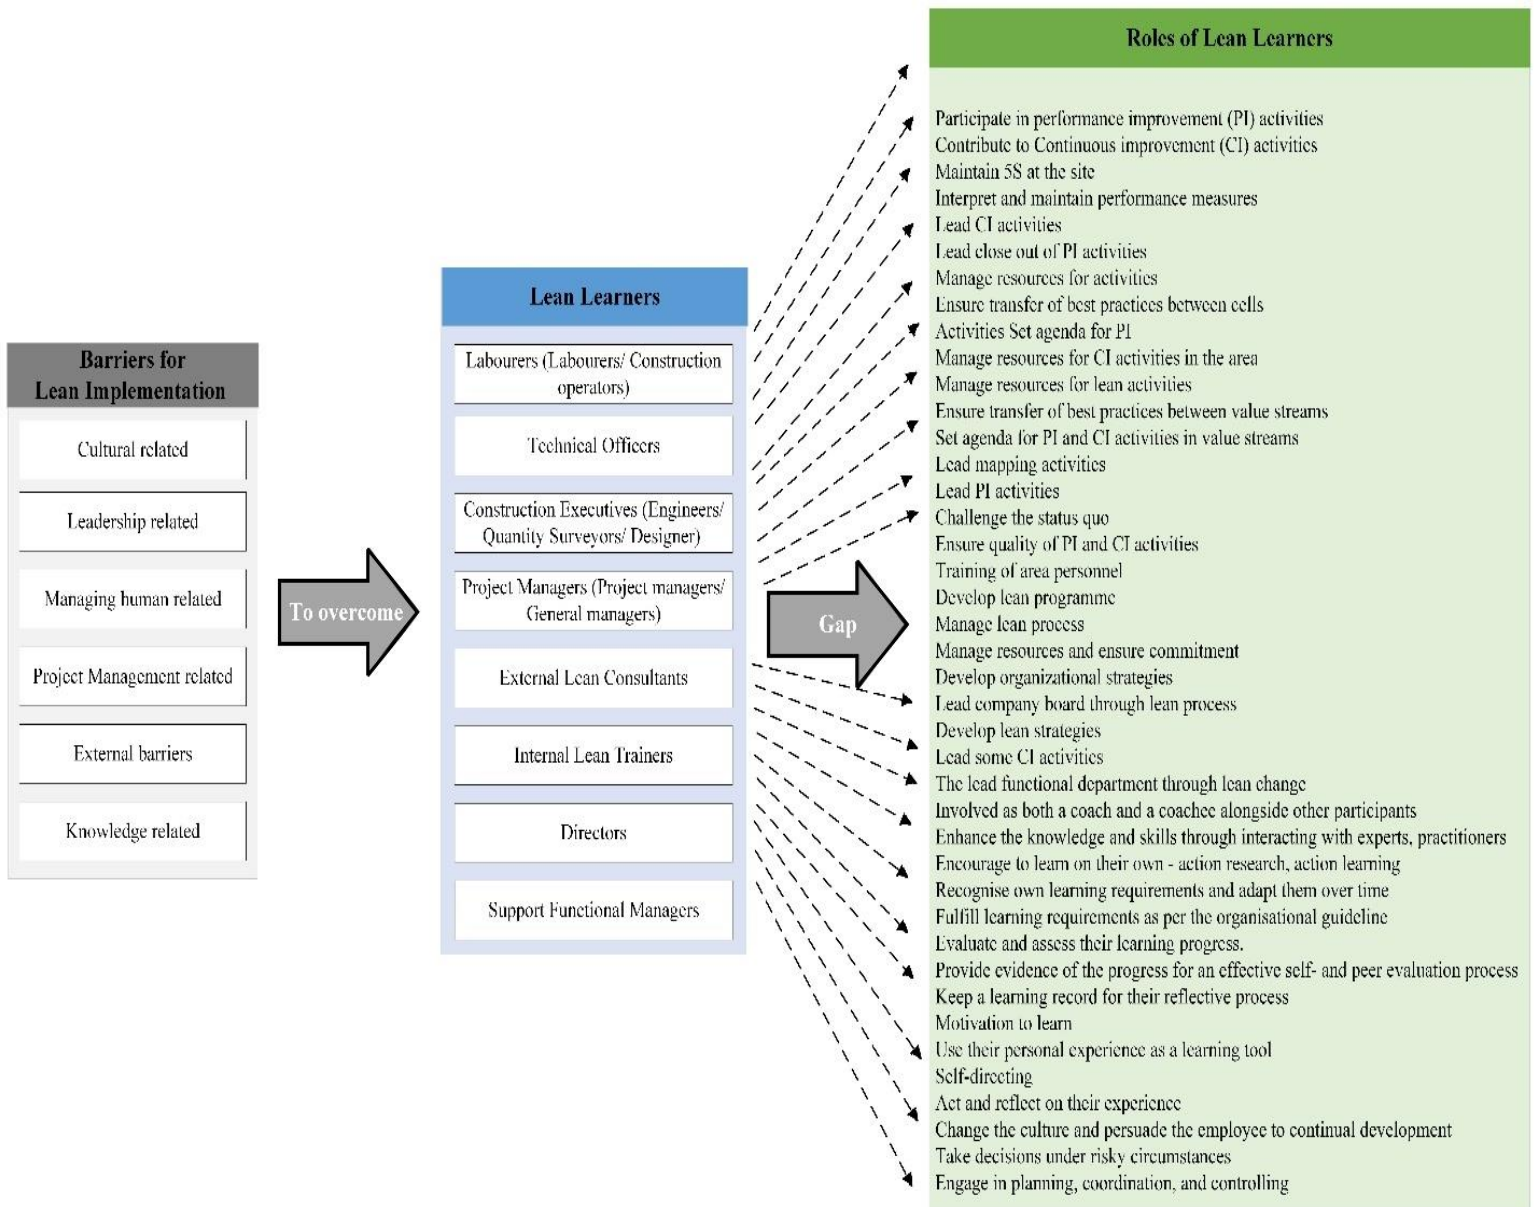 Barriers for
Lean Implementation
Cultural related
Leadership related
Managing human related
Project Management related
External barriers
Knowledge related
To overcome
Lean Learners
Labourers (Labourers/ Construction
operators)
Technical Officers
Construction Executives (Engineers/
Quantity Surveyors/ Designer)
Project Managers (Project managers/
General managers)
External Lean Consultants
Internal Lean Trainers
Directors
Support Functional Managers
Gap
Roles of Lean Learners
Participate in performance improvement (PI) activities
Contribute to Continuous improvement (CI) activities
Maintain 5S at the site
Interpret and maintain performance measures
Lead CI activities
Lead close out of PI activities
Manage resources for activities
Ensure transfer of best practices between cells
Activities Set agenda for PI
Manage resources for CI activities in the area
Manage resources for lean activities
Ensure transfer of best practices between value streams
Set agenda for PI and CI activities in value streams
Lead mapping activities
Lead PI activities
Challenge the status quo
Ensure quality of PI and CI activities
Training of area personnel
Develop lean programme
Manage lean process
Manage resources and ensure commitment
Develop organizational strategies
Lead company board through lean process
Develop lean strategies
Lead some CI activities
The lead functional department through lean change
Involved as both a coach and a coachee alongside other participants
Enhance the knowledge and skills through interacting with experts, practitioners
Encourage to learn on their own - action research, action learning
Recognise own learning requirements and adapt them over time
Fulfill learning requirements as per the organisational guideline
Evaluate and assess their learning progress.
Provide evidence of the progress for an effective self- and peer evaluation process
Keep a learning record for their reflective process
Motivation to learn
Use their personal experience as a learning tool
Self-directing
Act and reflect on their experience
Change the culture and persuade the employee to continual development
Take decisions under risky circumstances
Engage in planning, coordination, and controlling